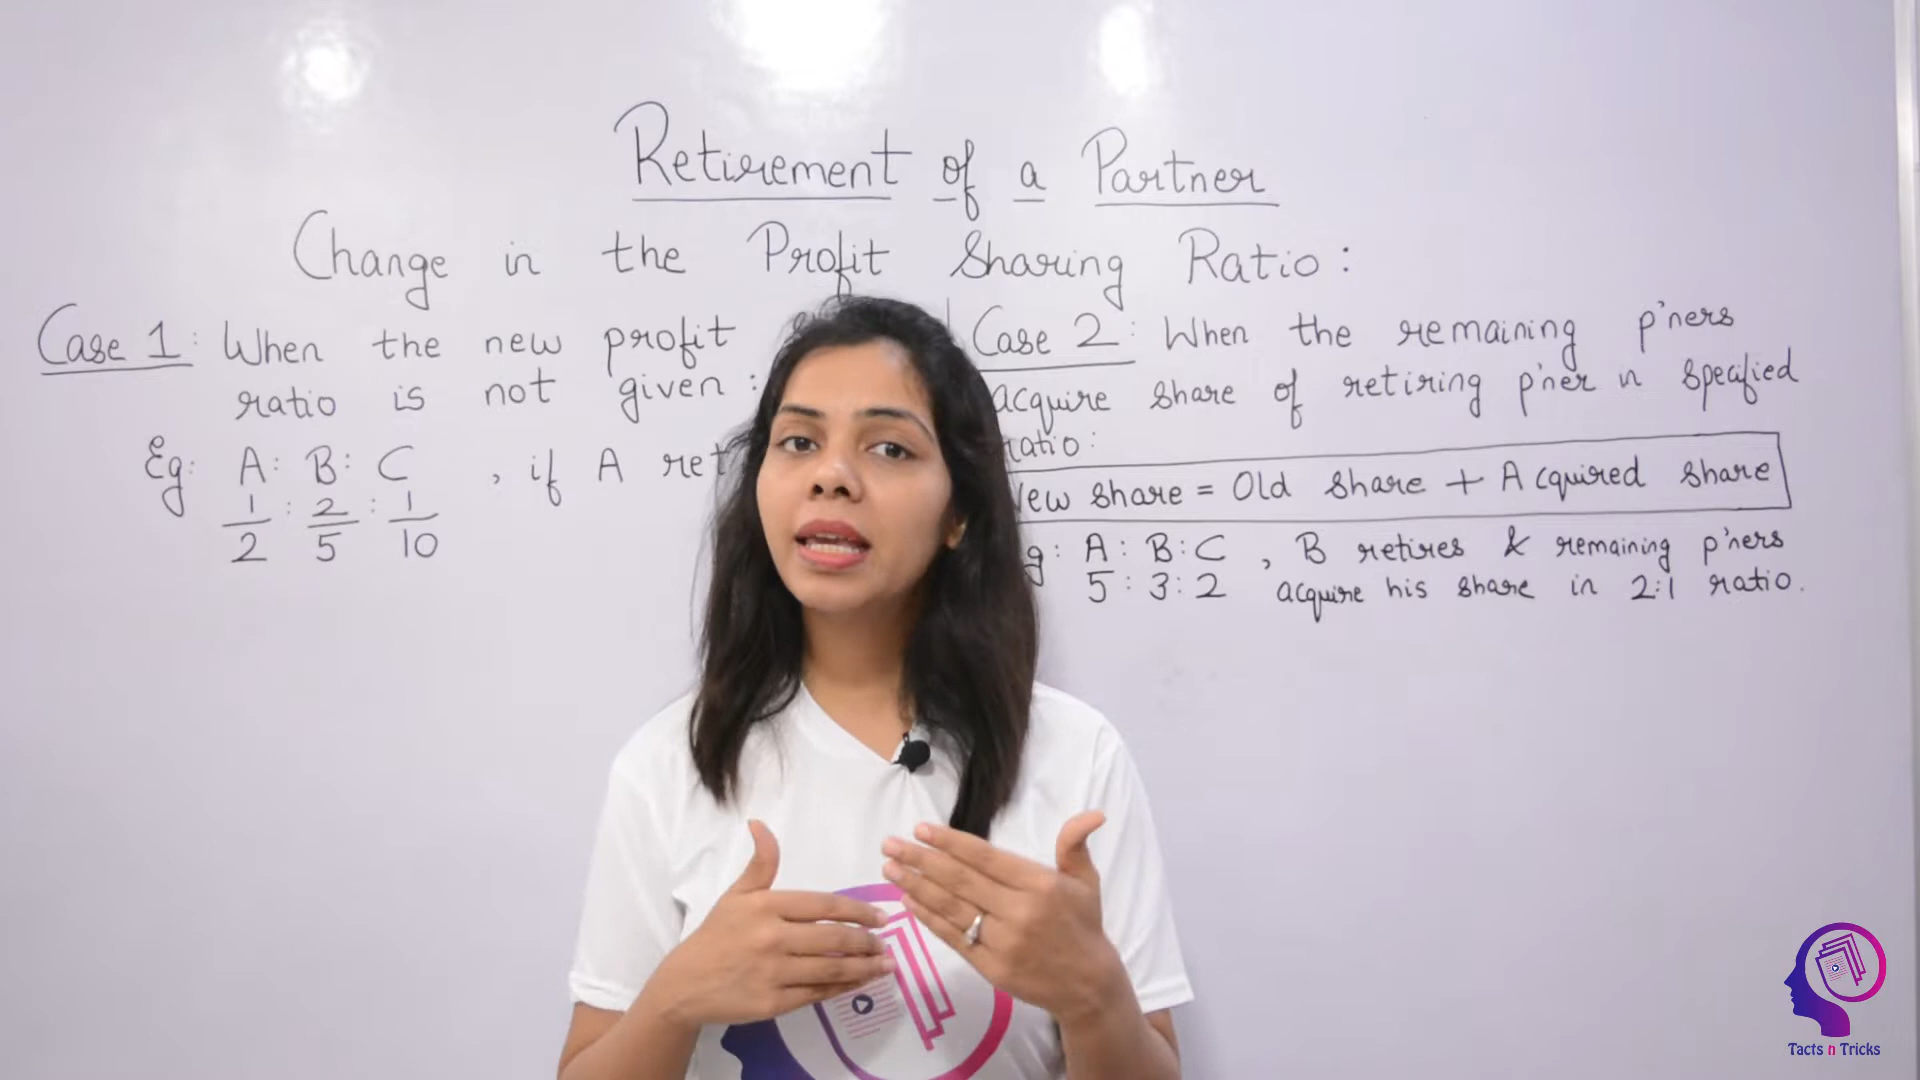 Retirement of a Partner
Change in the Profit Sharing Ratio :
Case 1 : When the new profit
ratio is not given :
Eg: A : B : C , if A
1/2 : 2/5 : 1/10
Case 2 : When the remaining p'ners
acquire share of retiring p'ner in specified
ratio :
share = Old share + Acquired share
A : B : C , B retires & remaining p'ners
5 : 3 : 2 acquire his share in 2:1 ratio.
Tacts n Tricks